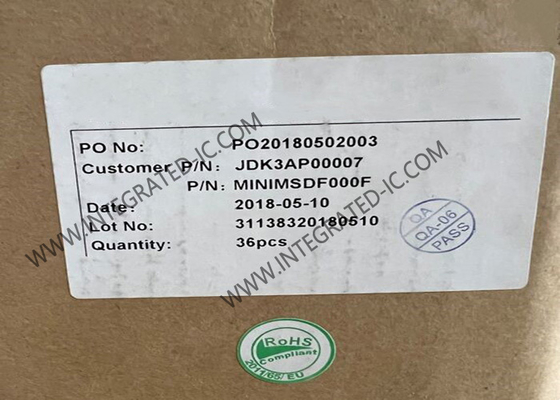 PO No: PO20180502003
Customer P/N: JDK3AP00007
P/N: MINIMSDF000F
Date: 2018-05-10
Lot No: 31138320180510
Quantity: 36pcs
QA
QA-06
PASS
RoHS
Compliant
2011/65/EU
WWW.INTEGRATED-IC.COM
WWW.INTEGRATED-IC.COM
WWW.INTEGRATED-IC.COM